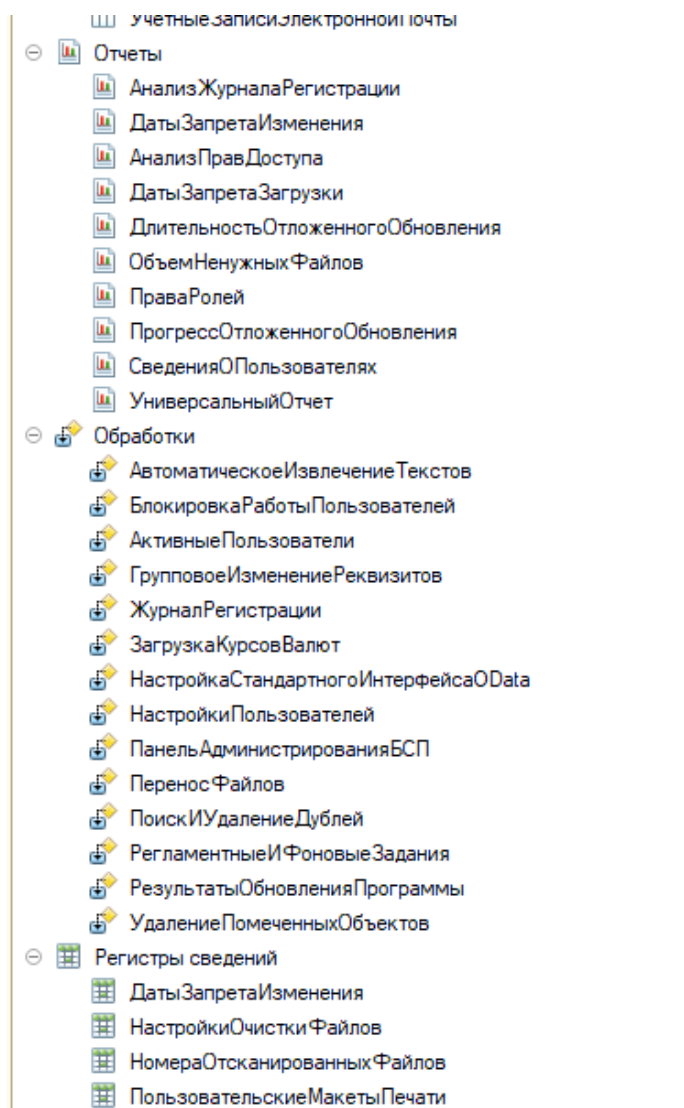 УчетныеЗаписиЭлектроннойПочты
Отчеты
АнализЖурналаРегистрации
ДатыЗапретаИзменения
АнализПравДоступа
ДатыЗапретаЗагрузки
ДлительностьОтложенногоОбновления
ОбъемНенужныхФайлов
ПраваРолей
ПрогрессОтложенногоОбновления
СведенияОПользователях
УниверсальныйОтчет
Обработки
АвтоматическоеИзвлечениеТекстов
БлокировкаРаботыПользователей
АктивныеПользователи
ГрупповоеИзменениеРеквизитов
ЖурналРегистрации
ЗагрузкаКурсовВалют
НастройкаСтандартногоИнтерфейсаOData
НастройкиПользователей
ПанельАдминистрированияБСП
ПереносФайлов
ПоискИУдалениеДублей
РегламентныеИФоновыеЗадания
РезультатыОбновленияПрограммы
УдалениеПомеченныхОбъектов
Регистры сведений
ДатыЗапретаИзменения
НастройкиОчисткиФайлов
НомераОтсканированныхФайлов
ПользовательскиеМакетыПечати